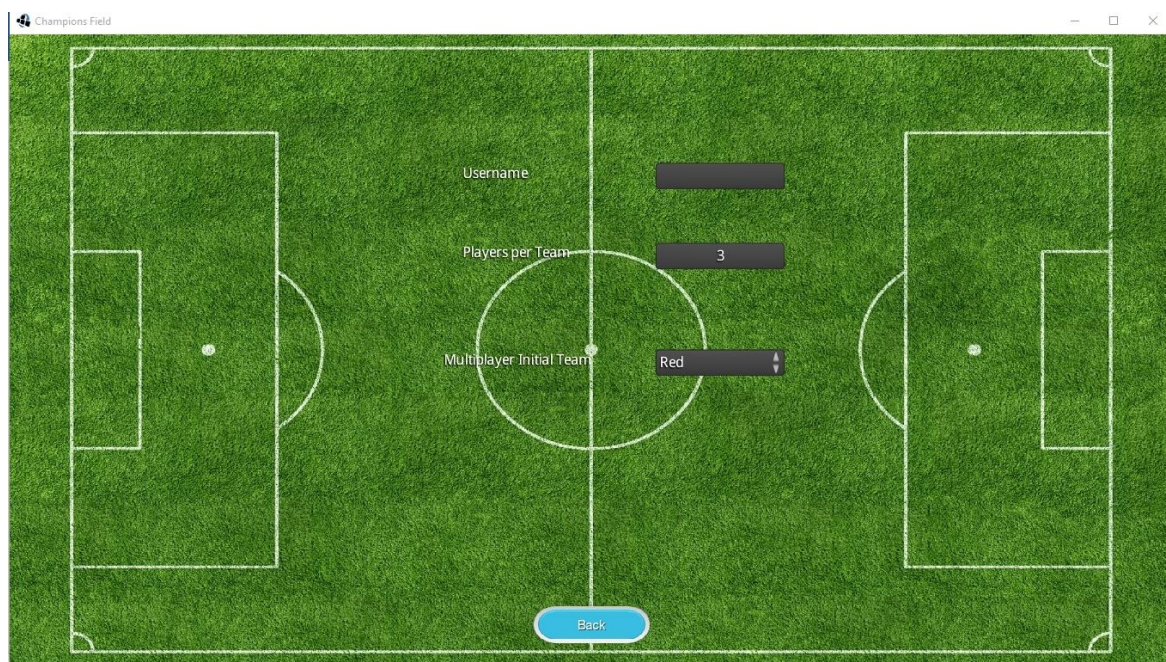 Champions Field
Username
Players per Team 3
Multiplayer Initial Team Red
Back